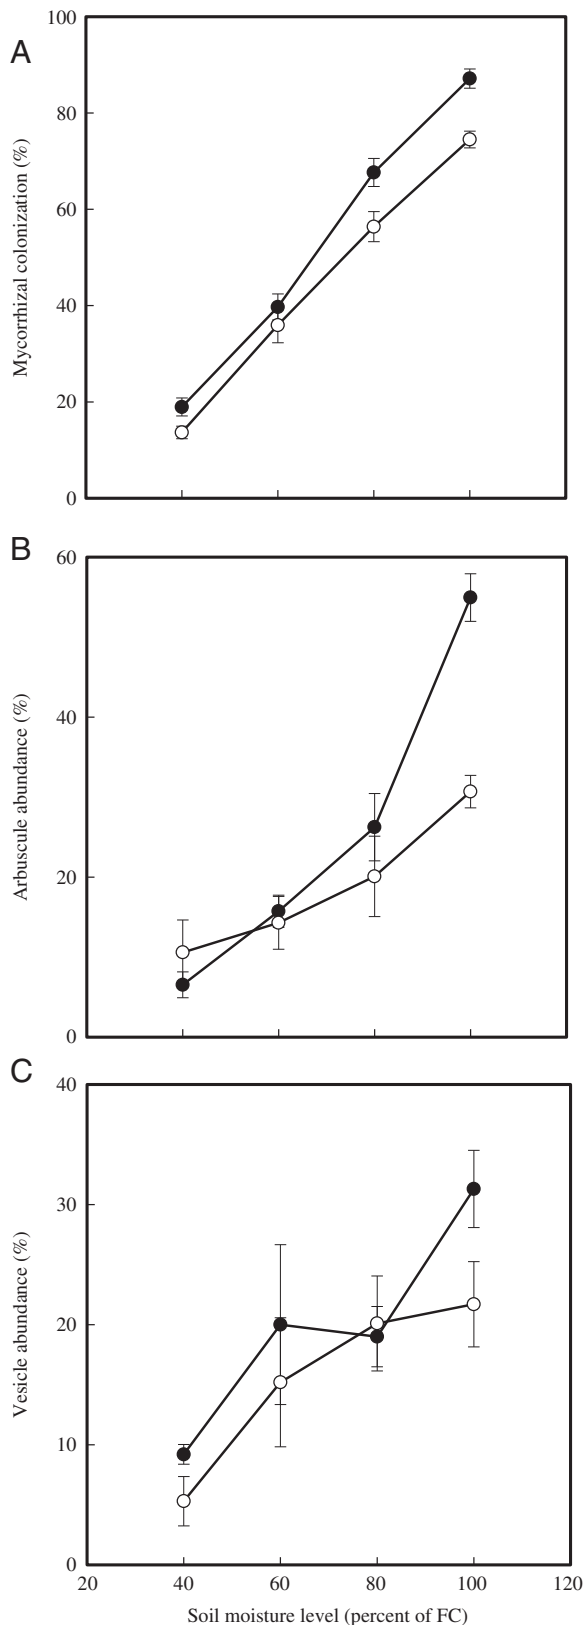 A
100
80
60
40
20
0
Mycorrhizal colonization (%)
B
60
40
20
0
Arbuscule abundance (%)
C
40
30
20
10
0
Vesicle abundance (%)
20 40 60 80 100 120
Soil moisture level (percent of FC)